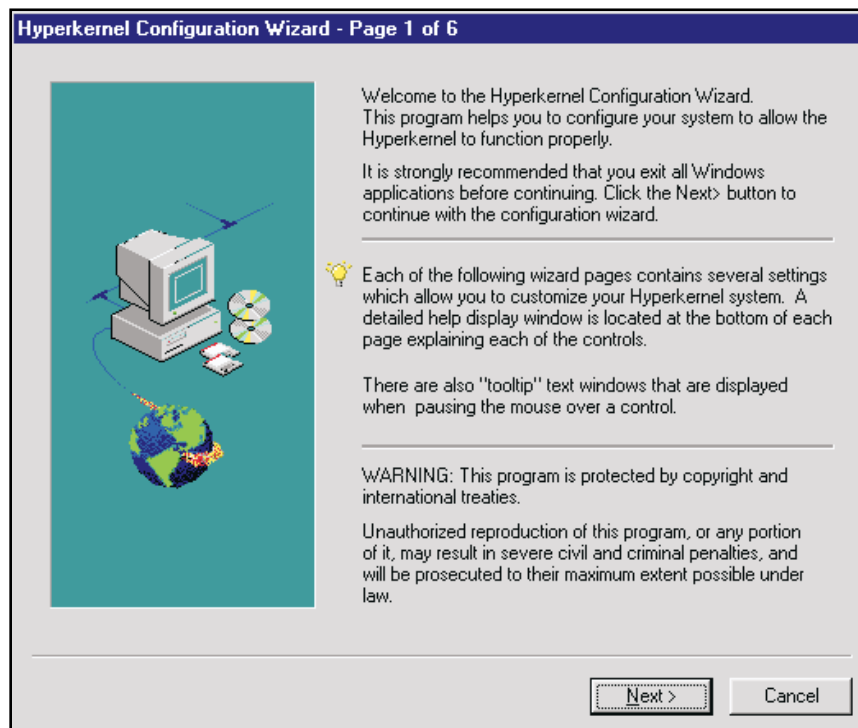 Hyperkernel Configuration Wizard - Page 1 of 6
Welcome to the Hyperkernel Configuration Wizard.
This program helps you to configure your system to allow the
Hyperkernel to function properly.
It is strongly recommended that you exit all Windows
applications before continuing. Click the Next> button to
continue with the configuration wizard.
Each of the following wizard pages contains several settings
which allow you to customize your Hyperkernel system.  A
detailed help display window is located at the bottom of each
page explaining each of the controls.
There are also "tooltip" text windows that are displayed
when  pausing the mouse over a control.
WARNING: This program is protected by copyright and
international treaties.
Unauthorized reproduction of this program, or any portion
of it, may result in severe civil and criminal penalties, and
will be prosecuted to their maximum extent possible under
law.
Next >
Cancel